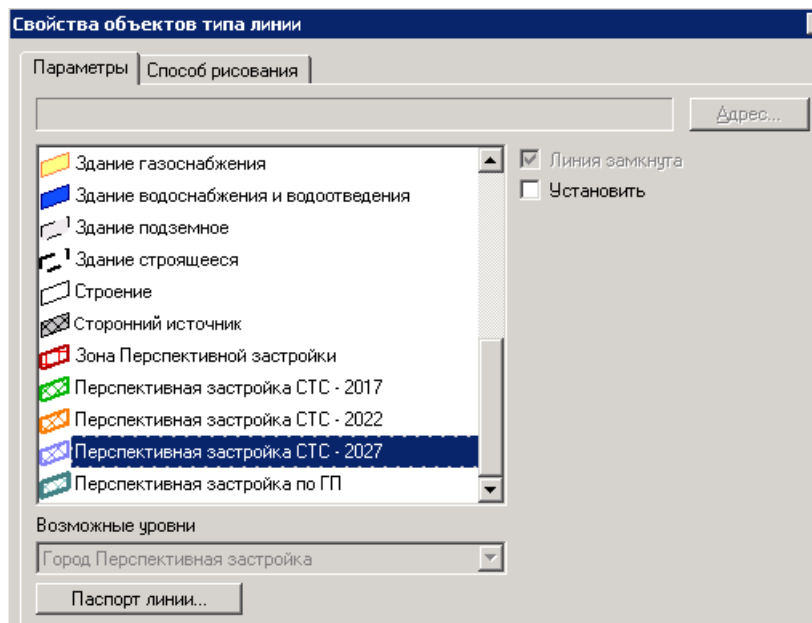 Свойства объектов типа линии
Параметры
Способ рисования
Адрес...
Здание газоснабжения
Здание водоснабжения и водоотведения
Здание подземное
Здание строящееся
Строение
Сторонний источник
Зона Перспективной застройки
Перспективная застройка СТС - 2017
Перспективная застройка СТС - 2022
Перспективная застройка СТС - 2027
Перспективная застройка по ГП
Линия замкнута
Установить
Возможные уровни
Город Перспективная застройка
Паспорт линии...